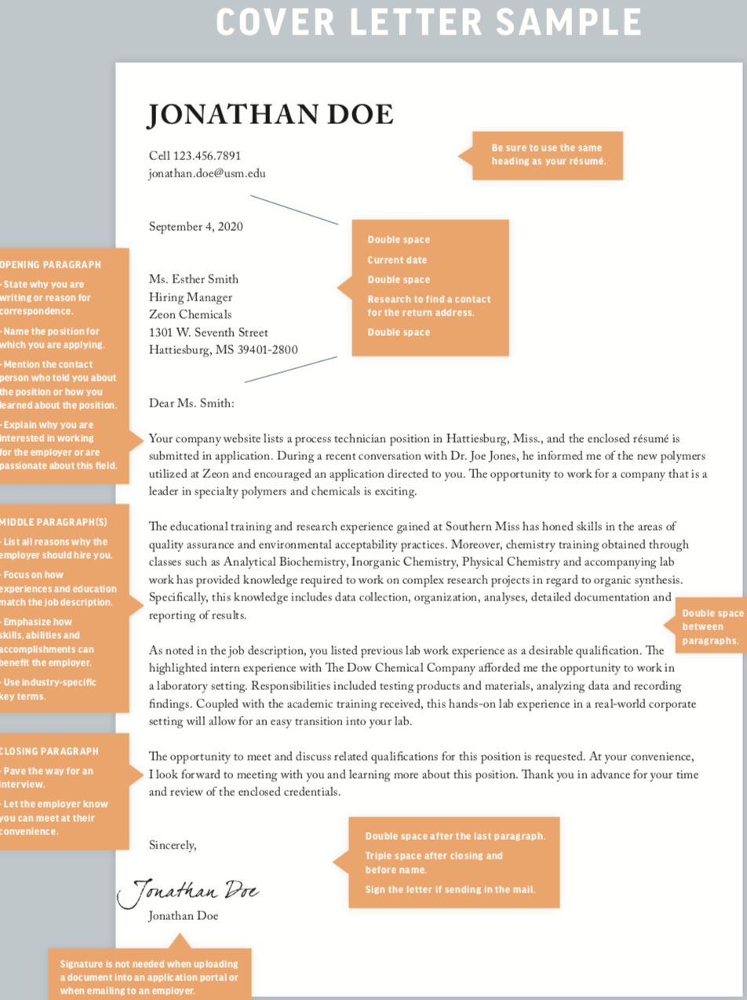 COVER LETTER SAMPLE
JONATHAN DOE
Cell 123.456.7891
jonathan.doe@usm.edu
Be sure to use the same
heading as your résumé.
September 4, 2020
Double space
Current date
Double space
Research to find a contact
for the return address.
Double space
Ms. Esther Smith
Hiring Manager
Zeon Chemicals
1301 W. Seventh Street
Hattiesburg, MS 39401-2800
Dear Ms. Smith:
OPENING PARAGRAPH
- State why you are
writing or reason for
correspondence.
- Name the position for
which you are applying.
- Mention the contact
person who told you about
the position or how you
learned about the position.
- Explain why you are
interested in working
for the employer or are
passionate about this field.
Your company website lists a process technician position in Hattiesburg, Miss., and the enclosed résumé is
submitted in application. During a recent conversation with Dr. Joe Jones, he informed me of the new polymers
utilized at Zeon and encouraged an application directed to you. The opportunity to work for a company that is a
leader in specialty polymers and chemicals is exciting.
MIDDLE PARAGRAPH(S)
- List all reasons why the
employer should hire you.
- Focus on how
experiences and education
match the job description.
- Emphasize how
skills, abilities and
accomplishments can
benefit the employer.
- Use industry-specific
key terms.
The educational training and research experience gained at Southern Miss has honed skills in the areas of
quality assurance and environmental acceptability practices. Moreover, chemistry training obtained through
classes such as Analytical Biochemistry, Inorganic Chemistry, Physical Chemistry and accompanying lab
work has provided knowledge required to work on complex research projects in regard to organic synthesis.
Specifically, this knowledge includes data collection, organization, analyses, detailed documentation and
reporting of results.
Double space
between
paragraphs.
As noted in the job description, you listed previous lab work experience as a desirable qualification. The
highlighted intern experience with The Dow Chemical Company afforded me the opportunity to work in
a laboratory setting. Responsibilities included testing products and materials, analyzing data and recording
findings. Coupled with the academic training received, this hands-on lab experience in a real-world corporate
setting will allow for an easy transition into your lab.
CLOSING PARAGRAPH
- Pave the way for an
interview.
- Let the employer know
you can meet at their
convenience.
The opportunity to meet and discuss related qualifications for this position is requested. At your convenience,
I look forward to meeting with you and learning more about this position. Thank you in advance for your time
and review of the enclosed credentials.
Sincerely,
Double space after the last paragraph.
Triple space after closing and
before name.
Sign the letter if sending in the mail.
Jonathan Doe
Jonathan Doe
Signature is not needed when uploading
a document into an application portal or
when emailing to an employer.